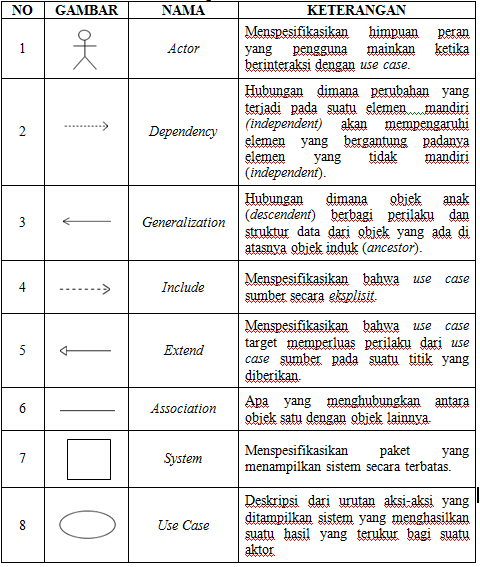 NO GAMBAR NAMA KETERANGAN
1 Actor
Menspesifikasikan himpuan peran
yang pengguna mainkan ketika
berinteraksi dengan use case.
2 Dependency
Hubungan dimana perubahan yang
terjadi pada suatu elemen mandiri
(independent) akan mempengaruhi
elemen yang bergantung padanya
elemen yang tidak mandiri
(independent).
3 Generalization
Hubungan dimana objek anak
(descendent) berbagi perilaku dan
struktur data dari objek yang ada di
atasnya objek induk (ancestor).
4 Include
Menspesifikasikan bahwa use case
sumber secara eksplisit.
5 Extend
Menspesifikasikan bahwa use case
target memperluas perilaku dari use
case sumber pada suatu titik yang
diberikan.
6 Association
Apa yang menghubungkan antara
objek satu dengan objek lainnya.
7 System
Menspesifikasikan paket yang
menampilkan sistem secara terbatas.
8 Use Case
Deskripsi dari urutan aksi-aksi yang
ditampilkan sistem yang menghasilkan
suatu hasil yang terukur bagi suatu
aktor